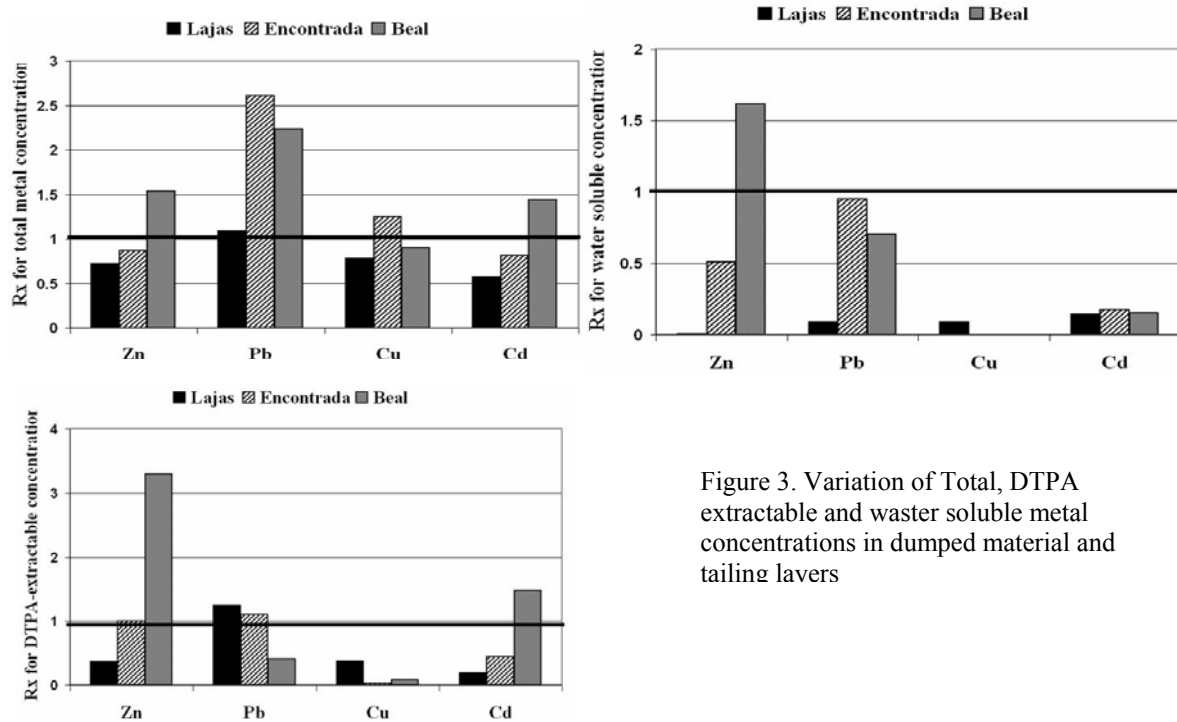 Lajas Encontrada Beal
Rx for total metal concentration
3
2.5
2
1.5
1
0.5
0
Zn Pb Cu Cd
Lajas Encontrada Beal
Rx for water soluble concentration
2
1.5
1
0.5
0
Zn Pb Cu Cd
Lajas Encontrada Beal
Rx for DTPA-extractable concentration
4
3
2
1
0
Zn Pb Cu Cd
Figure 3. Variation of Total, DTPA
extractable and waster soluble metal
concentrations in dumped material and
tailing layers